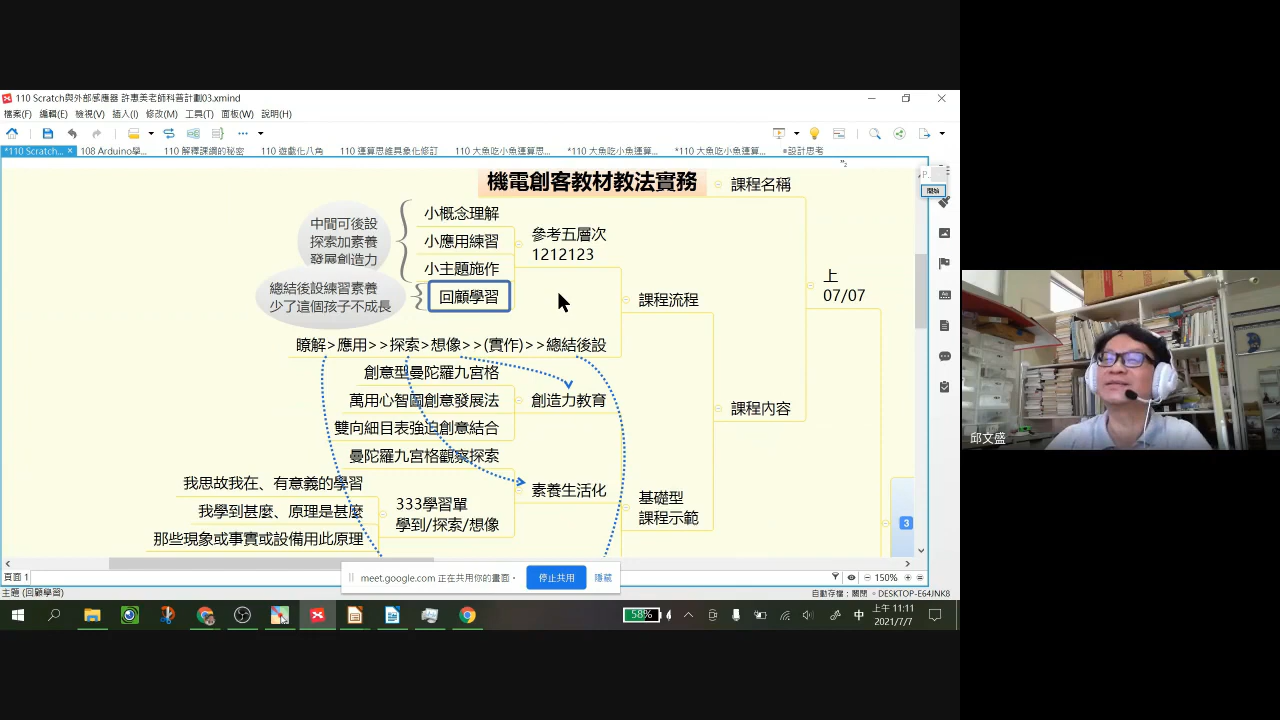 110 Scratch與外部感應器 許惠美老師科普計劃03.xmind
檔案(F) 編輯(E) 檢視(V) 插入(I) 修改(M) 工具(T) 面板(W) 說明(H)
*110 Scratch... 108 Arduino學... 110 解釋課綱的秘密 110 遊戲化八角 110 運算思維具象化修訂 110 大魚吃小魚運算思... *110 大魚吃小魚運算... *110 大魚吃小魚運算... *設計思考
機電創客教材教法實務
課程名稱
中間可後設
探索加素養
發展創造力
小概念理解
小應用練習
小主題施作
參考五層次
1212123
總結後設練習素養
少了這個孩子不成長
回顧學習
課程流程
上
07/07
瞭解>應用>>探索>想像>>(實作)>>總結後設
創意型曼陀羅九宮格
萬用心智圖創意發展法
雙向細目表強迫創意結合
創造力教育
課程內容
曼陀羅九宮格觀察探索
我思故我在、有意義的學習
我學到甚麼、原理是甚麼
那些現象或事實或設備用此原理
333學習單
學到/探索/想像
素養生活化
基礎型
課程示範
3
開始
頁面 1
meet.google.com 正在共用你的畫面。
停止共用
隱藏
150%
主題 (回顧學習)
自動存檔：關閉
DESKTOP-E64JNK8
58%
中
上午 11:11
2021/7/7
邱文盛